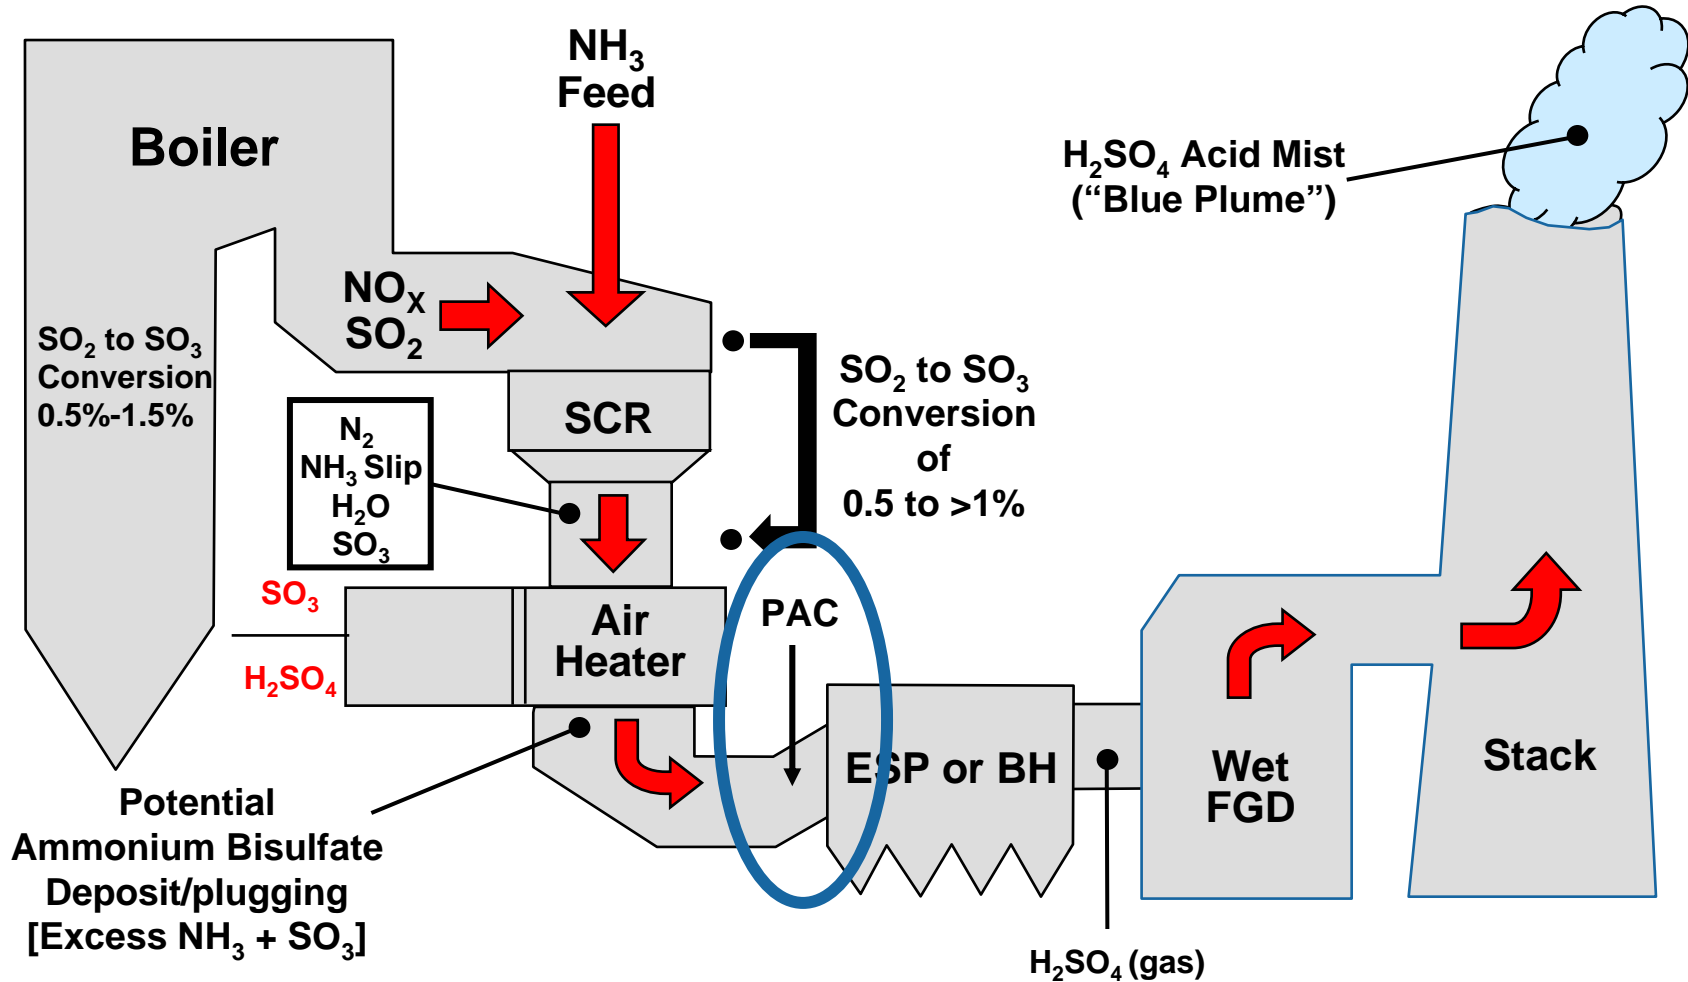 NH₃
Feed
Boiler
H₂SO₄ Acid Mist
(“Blue Plume”)
NOₓ
SO₂
SO₂ to SO₃
Conversion
0.5%-1.5%
SO₂ to SO₃
Conversion
of
0.5 to >1%
SCR
N₂
NH₃ Slip
H₂O
SO₃
SO₃
H₂SO₄
Air
Heater
PAC
ESP or BH
Wet
FGD
Stack
Potential
Ammonium Bisulfate
Deposit/plugging
[Excess NH₃ + SO₃]
H₂SO₄ (gas)